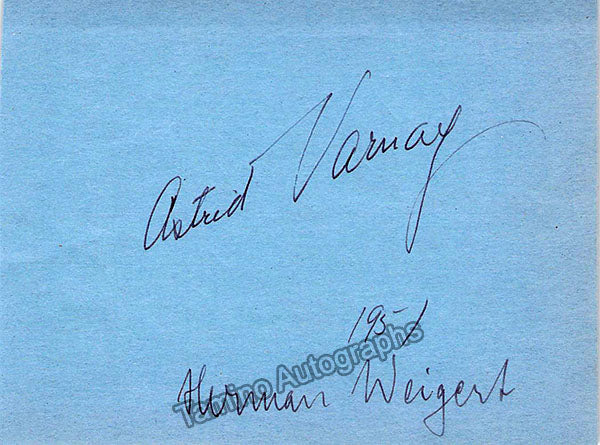 Astrid Varnay
1951
Herman Weigert
Tamino Autographs